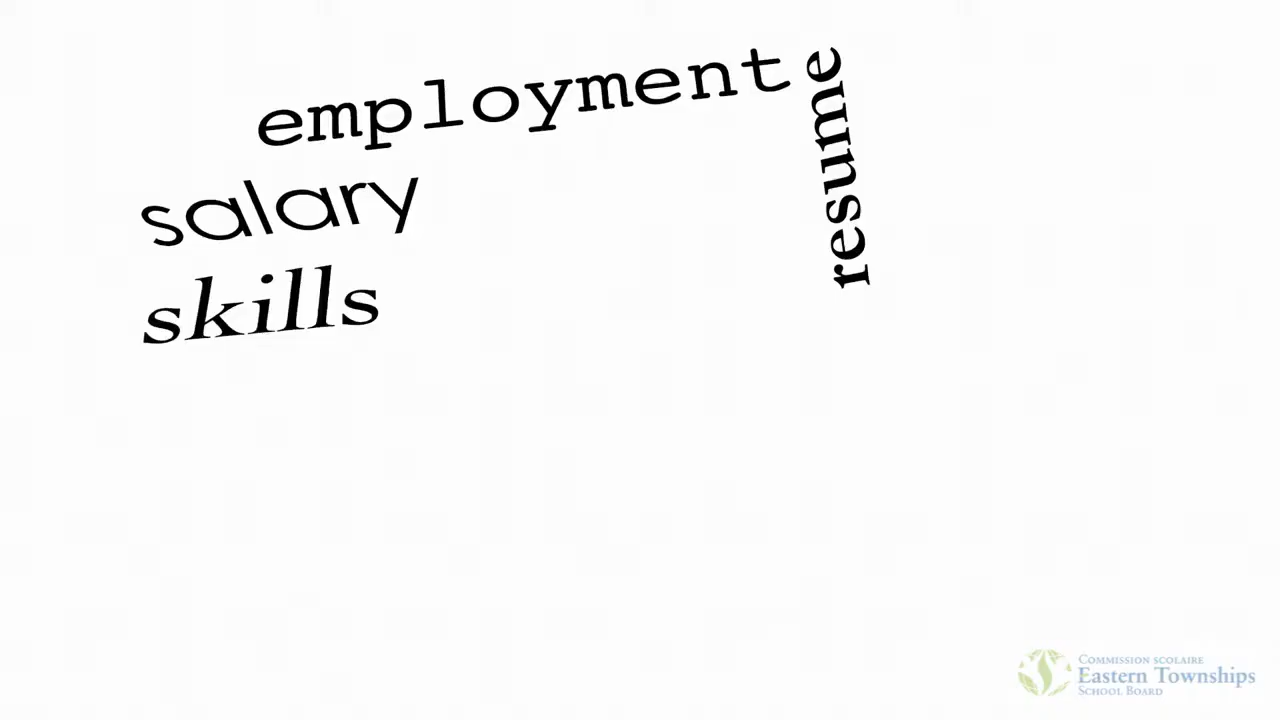 employment
resume
salary
skills
COMMISSION SCOLAIRE
Eastern Townships
SCHOOL BOARD